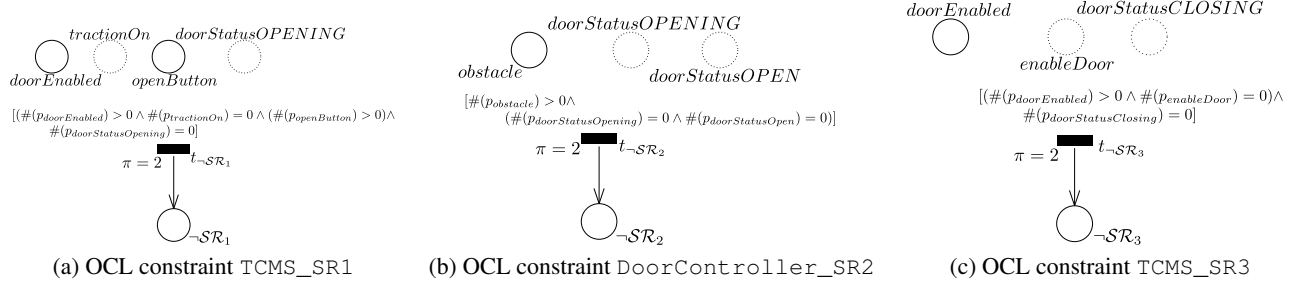 tractionOn doorStatusOPENING
doorEnabled openButton
[(#(p_doorEnabled) > 0 ∧ #(p_tractionOn) = 0 ∧ (#(p_openButton) > 0)∧
#(p_doorStatusOpening) = 0]
π = 2 t_¬SR₁
¬SR₁
(a) OCL constraint TCMS_SR1
doorStatusOPENING
obstacle doorStatusOPEN
[#(p_obstacle) > 0∧
(#(p_doorStatusOpening) = 0 ∧ #(p_doorStatusOpen) = 0)]
π = 2 t_¬SR₂
¬SR₂
(b) OCL constraint DoorController_SR2
doorEnabled doorStatusCLOSING
enableDoor
[(#(p_doorEnabled) > 0 ∧ #(p_enableDoor) = 0)∧
#(p_doorStatusClosing) = 0]
π = 2 t_¬SR₃
¬SR₃
(c) OCL constraint TCMS_SR3